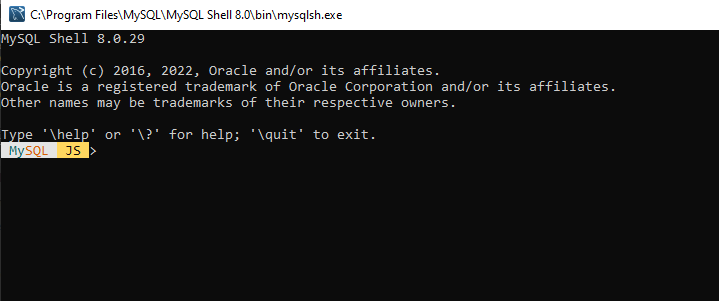 C:\Program Files\MySQL\MySQL Shell 8.0\bin\mysqlsh.exe
MySQL Shell 8.0.29
Copyright (c) 2016, 2022, Oracle and/or its affiliates.
Oracle is a registered trademark of Oracle Corporation and/or its affiliates.
Other names may be trademarks of their respective owners.
Type '\help' or '\?' for help; '\quit' to exit.
MySQL JS >